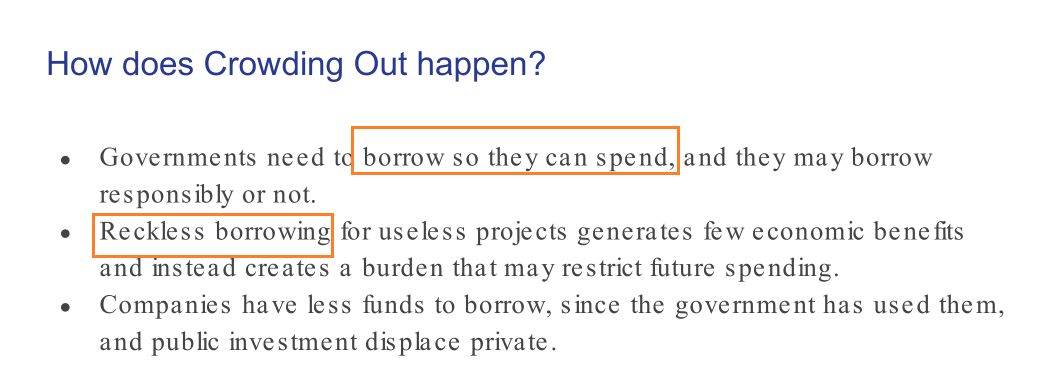 How does Crowding Out happen?
● Governments need to borrow so they can spend, and they may borrow
responsibly or not.
● Reckless borrowing for useless projects generates few economic benefits
and instead creates a burden that may restrict future spending.
● Companies have less funds to borrow, since the government has used them,
and public investment displace private.